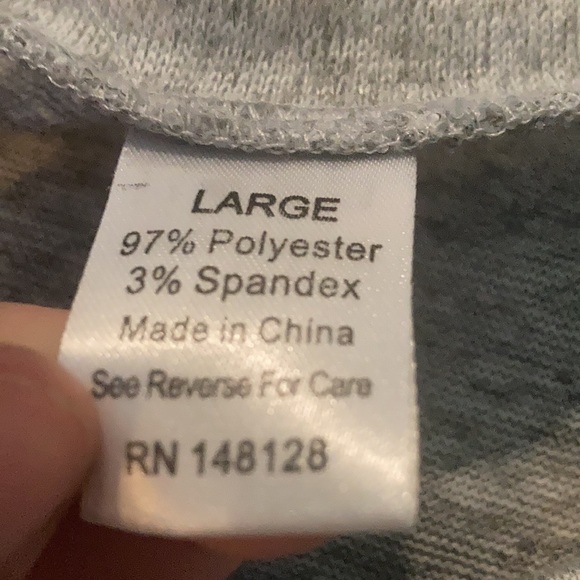 LARGE
97% Polyester
3% Spandex
Made in China
See Reverse For Care
RN 148128